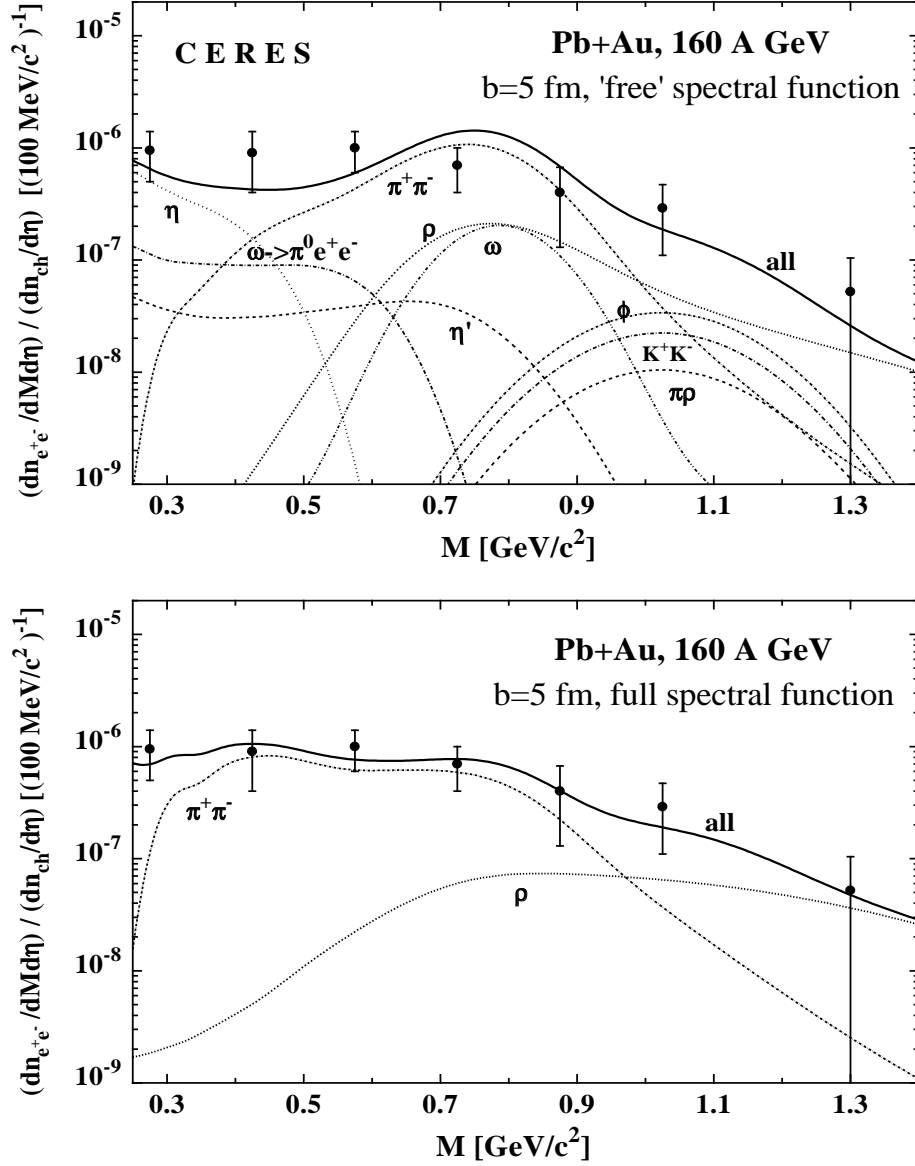 10⁻⁵
C E R E S
Pb+Au, 160 A GeV
b=5 fm, 'free' spectral function
10⁻⁶
η
π⁺π⁻
ρ
ω->π⁰e⁺e⁻
ω
all
10⁻⁷
η'
ϕ
K⁺K⁻
10⁻⁸
πρ
10⁻⁹
0.3 0.5 0.7 0.9 1.1 1.3
M [GeV/c²]
(dn_{e⁺e⁻}/dMdη) / (dn_{ch}/dη) [(100 MeV/c²)⁻¹]
10⁻⁵
Pb+Au, 160 A GeV
b=5 fm, full spectral function
10⁻⁶
π⁺π⁻
all
10⁻⁷
ρ
10⁻⁸
10⁻⁹
0.3 0.5 0.7 0.9 1.1 1.3
M [GeV/c²]
(dn_{e⁺e⁻}/dMdη) / (dn_{ch}/dη) [(100 MeV/c²)⁻¹]